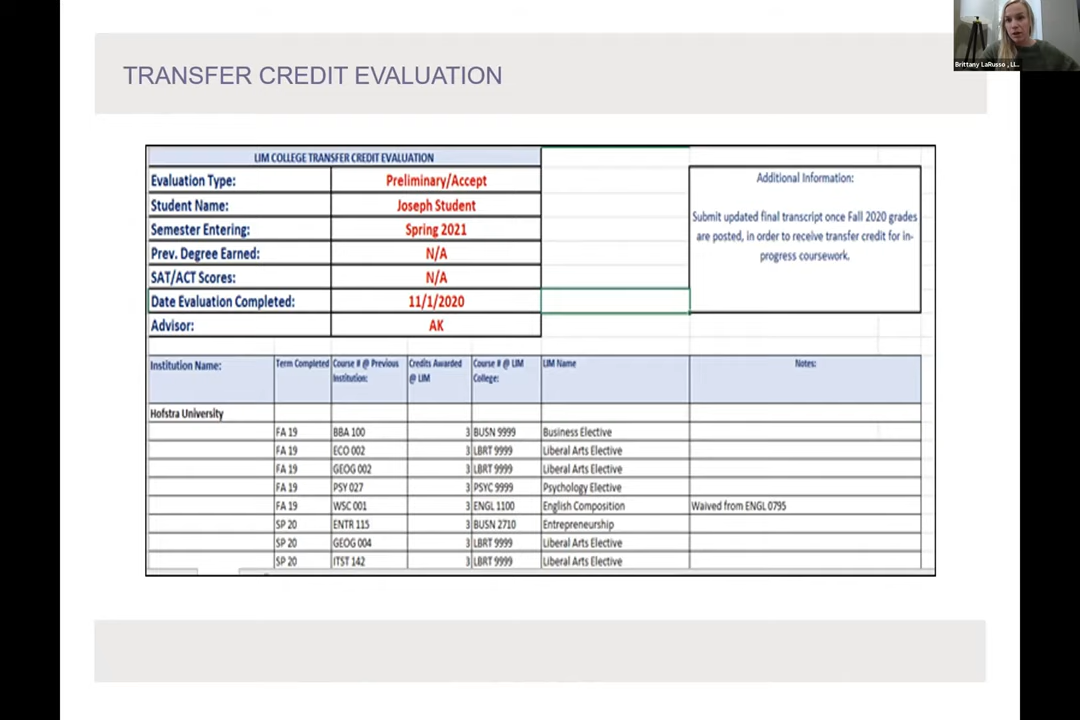 Brittany LaRusso , LI...
TRANSFER CREDIT EVALUATION
LIM COLLEGE TRANSFER CREDIT EVALUATION
Evaluation Type: Preliminary/Accept
Student Name: Joseph Student
Semester Entering: Spring 2021
Prev. Degree Earned: N/A
SAT/ACT Scores: N/A
Date Evaluation Completed: 11/1/2020
Advisor: AK
Additional Information:
Submit updated final transcript once Fall 2020 grades
are posted, in order to receive transfer credit for in-
progress coursework.
Institution Name: Term Completed Course # @ Previous Institution: Credits Awarded @ LIM Course # @ LIM College: LIM Name Notes:
Hofstra University
FA 19 BBA 100 3 BUSN 9999 Business Elective
FA 19 ECO 002 3 LBRT 9999 Liberal Arts Elective
FA 19 GEOG 002 3 LBRT 9999 Liberal Arts Elective
FA 19 PSY 027 3 PSYC 9999 Psychology Elective
FA 19 WSC 001 3 ENGL 1100 English Composition Waived from ENGL 0795
SP 20 ENTR 115 3 BUSN 2710 Entrepreneurship
SP 20 GEOG 004 3 LBRT 9999 Liberal Arts Elective
SP 20 ITST 142 3 LBRT 9999 Liberal Arts Elective